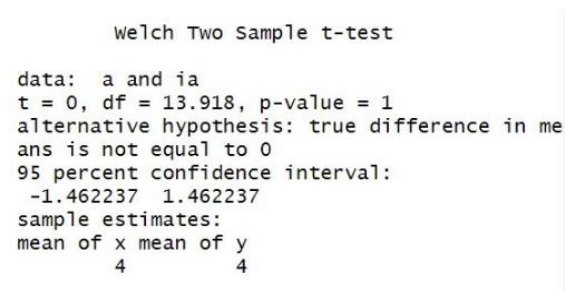 Welch Two Sample t-test
data:  a and ia
t = 0, df = 13.918, p-value = 1
alternative hypothesis: true difference in me
ans is not equal to 0
95 percent confidence interval:
 -1.462237  1.462237
sample estimates:
mean of x mean of y
        4         4